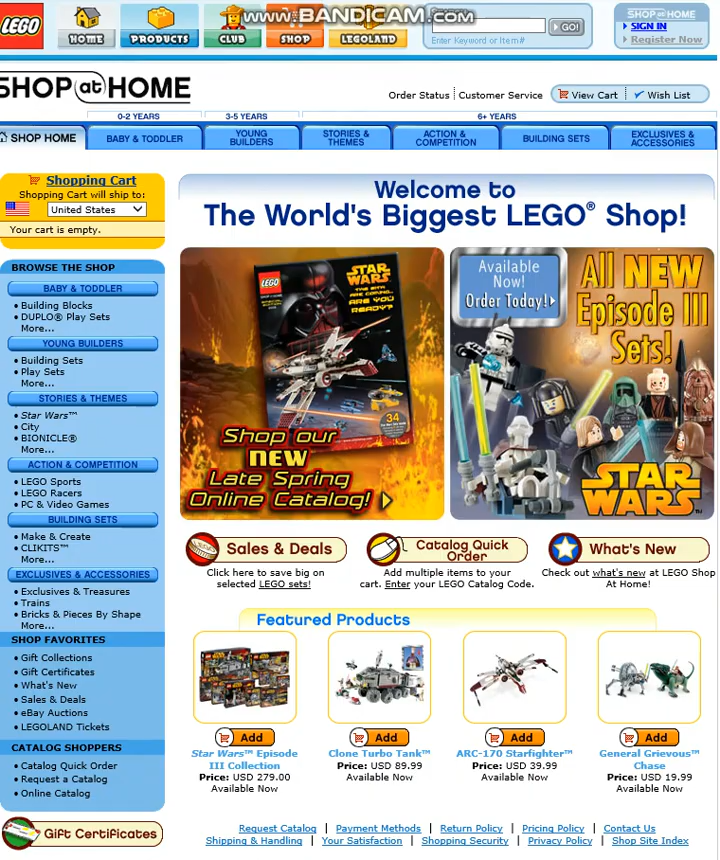 LEGO
HOME
PRODUCTS
CLUB
SHOP
LEGOLAND
www.BANDICAM.com
GO!
Enter Keyword or Item#
SHOP at HOME
SIGN IN
Register Now
SHOP at HOME
Order Status
Customer Service
View Cart
Wish List
0-2 YEARS
3-5 YEARS
6+ YEARS
SHOP HOME
BABY & TODDLER
YOUNG
BUILDERS
STORIES &
THEMES
ACTION &
COMPETITION
BUILDING SETS
EXCLUSIVES &
ACCESSORIES
Shopping Cart
Shopping Cart will ship to:
United States
Your cart is empty.
BROWSE THE SHOP
BABY & TODDLER
• Building Blocks
• DUPLO® Play Sets
More...
YOUNG BUILDERS
• Building Sets
• Play Sets
More...
STORIES & THEMES
• Star Wars™
• City
• BIONICLE®
More...
ACTION & COMPETITION
• LEGO Sports
• LEGO Racers
• PC & Video Games
BUILDING SETS
• Make & Create
• CLIKITS™
More...
EXCLUSIVES & ACCESSORIES
• Exclusives & Treasures
• Trains
• Bricks & Pieces By Shape
More...
SHOP FAVORITES
• Gift Collections
• Gift Certificates
• What's New
• Sales & Deals
• eBay Auctions
• LEGOLAND Tickets
CATALOG SHOPPERS
• Catalog Quick Order
• Request a Catalog
• Online Catalog
Gift Certificates
Welcome to
The World's Biggest LEGO® Shop!
LEGO
STAR
WARS
ARE YOU
READY?
34
Shop our
NEW
Late Spring
Online Catalog!
Available
Now!
Order Today!
All NEW
Episode III
Sets!
STAR
WARS™
Sales & Deals
Click here to save big on
selected LEGO sets!
Catalog Quick
Order
Add multiple items to your
cart. Enter your LEGO Catalog Code.
What's New
Check out what's new at LEGO Shop
At Home!
Featured Products
Add
Star Wars™ Episode
III Collection
Price: USD 279.00
Available Now
Add
Clone Turbo Tank™
Price: USD 89.99
Available Now
Add
ARC-170 Starfighter™
Price: USD 39.99
Available Now
Add
General Grievous™
Chase
Price: USD 19.99
Available Now
Request Catalog | Payment Methods | Return Policy | Pricing Policy | Contact Us
Shipping & Handling | Your Satisfaction | Shopping Security | Privacy Policy | Shop Site Index